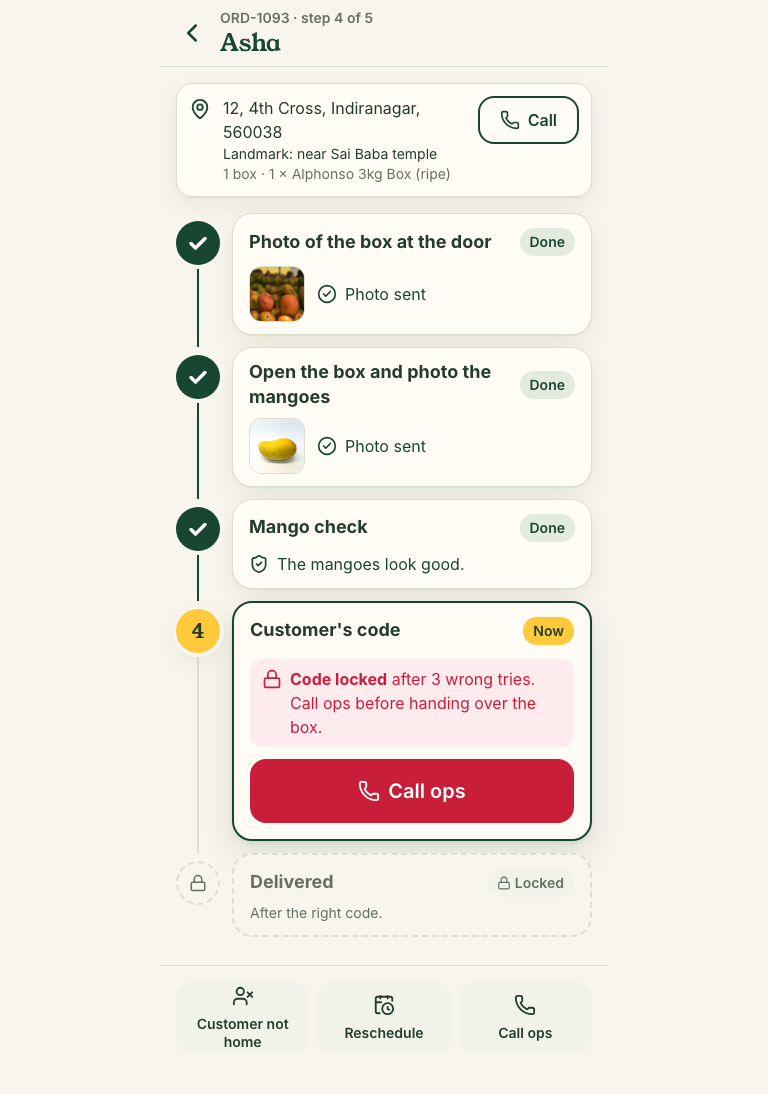 ORD-1093 · step 4 of 5
Asha
12, 4th Cross, Indiranagar,
560038
Landmark: near Sai Baba temple
1 box · 1 × Alphonso 3kg Box (ripe)
Call
Photo of the box at the door
Done
Photo sent
Open the box and photo the
mangoes
Done
Photo sent
Mango check
Done
The mangoes look good.
4
Customer's code
Now
Code locked after 3 wrong tries.
Call ops before handing over the
box.
Call ops
Delivered
Locked
After the right code.
Customer not
home
Reschedule
Call ops